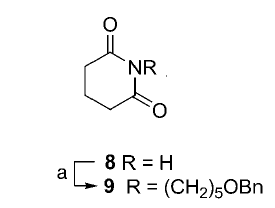 O
NR
O
8 R = H
a
9 R = (CH2)5OBn